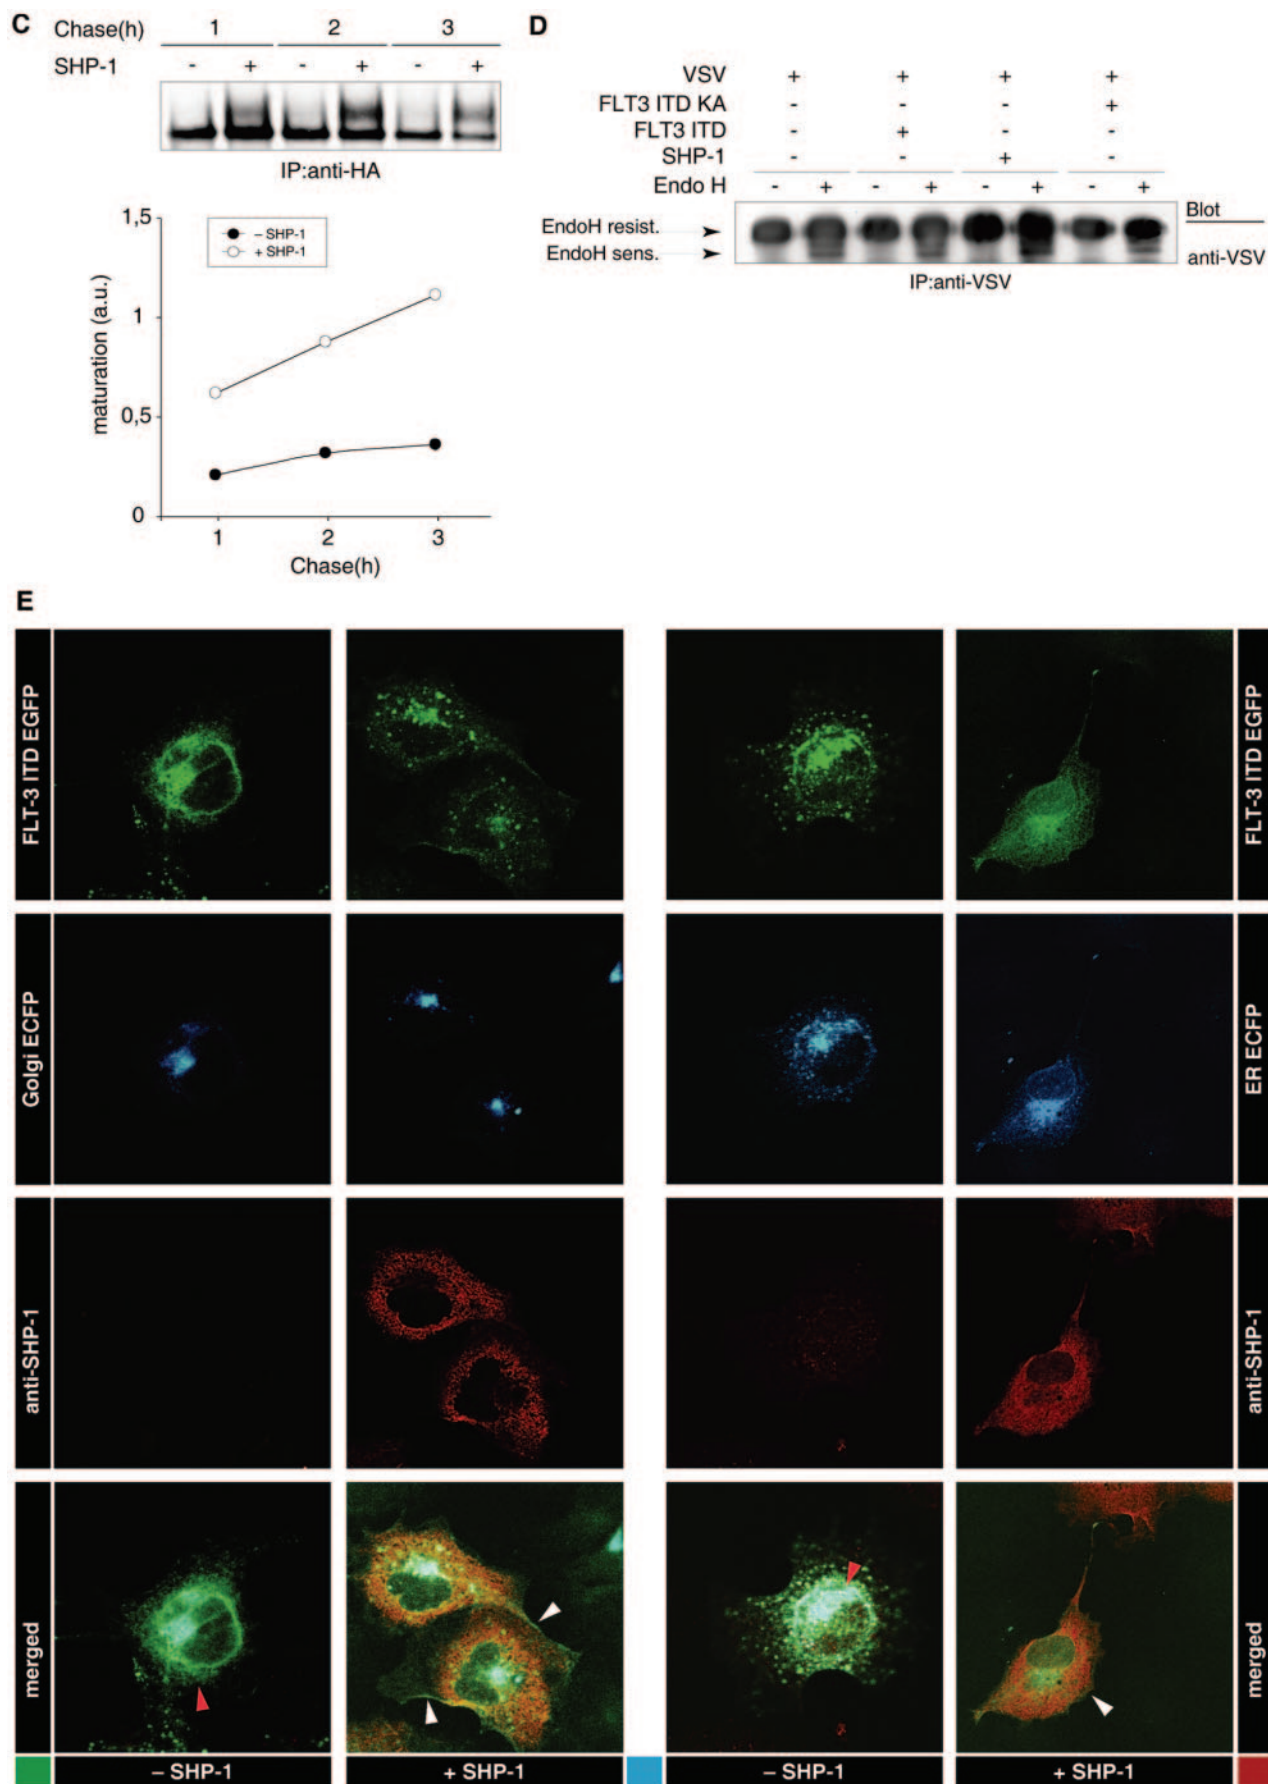 C
Chase(h) 1 2 3
SHP-1 - + - + - +
IP:anti-HA
1,5
– SHP-1
+ SHP-1
1
0,5
0
maturation (a.u.)
1 2 3
Chase(h)
D
VSV + + + +
FLT3 ITD KA - - - +
FLT3 ITD - + - -
SHP-1 - - + -
Endo H - + - + - + - +
EndoH resist.
EndoH sens.
Blot
anti-VSV
IP:anti-VSV
E
FLT-3 ITD EGFP
FLT-3 ITD EGFP
Golgi ECFP
ER ECFP
anti-SHP-1
anti-SHP-1
merged
merged
– SHP-1
+ SHP-1
– SHP-1
+ SHP-1